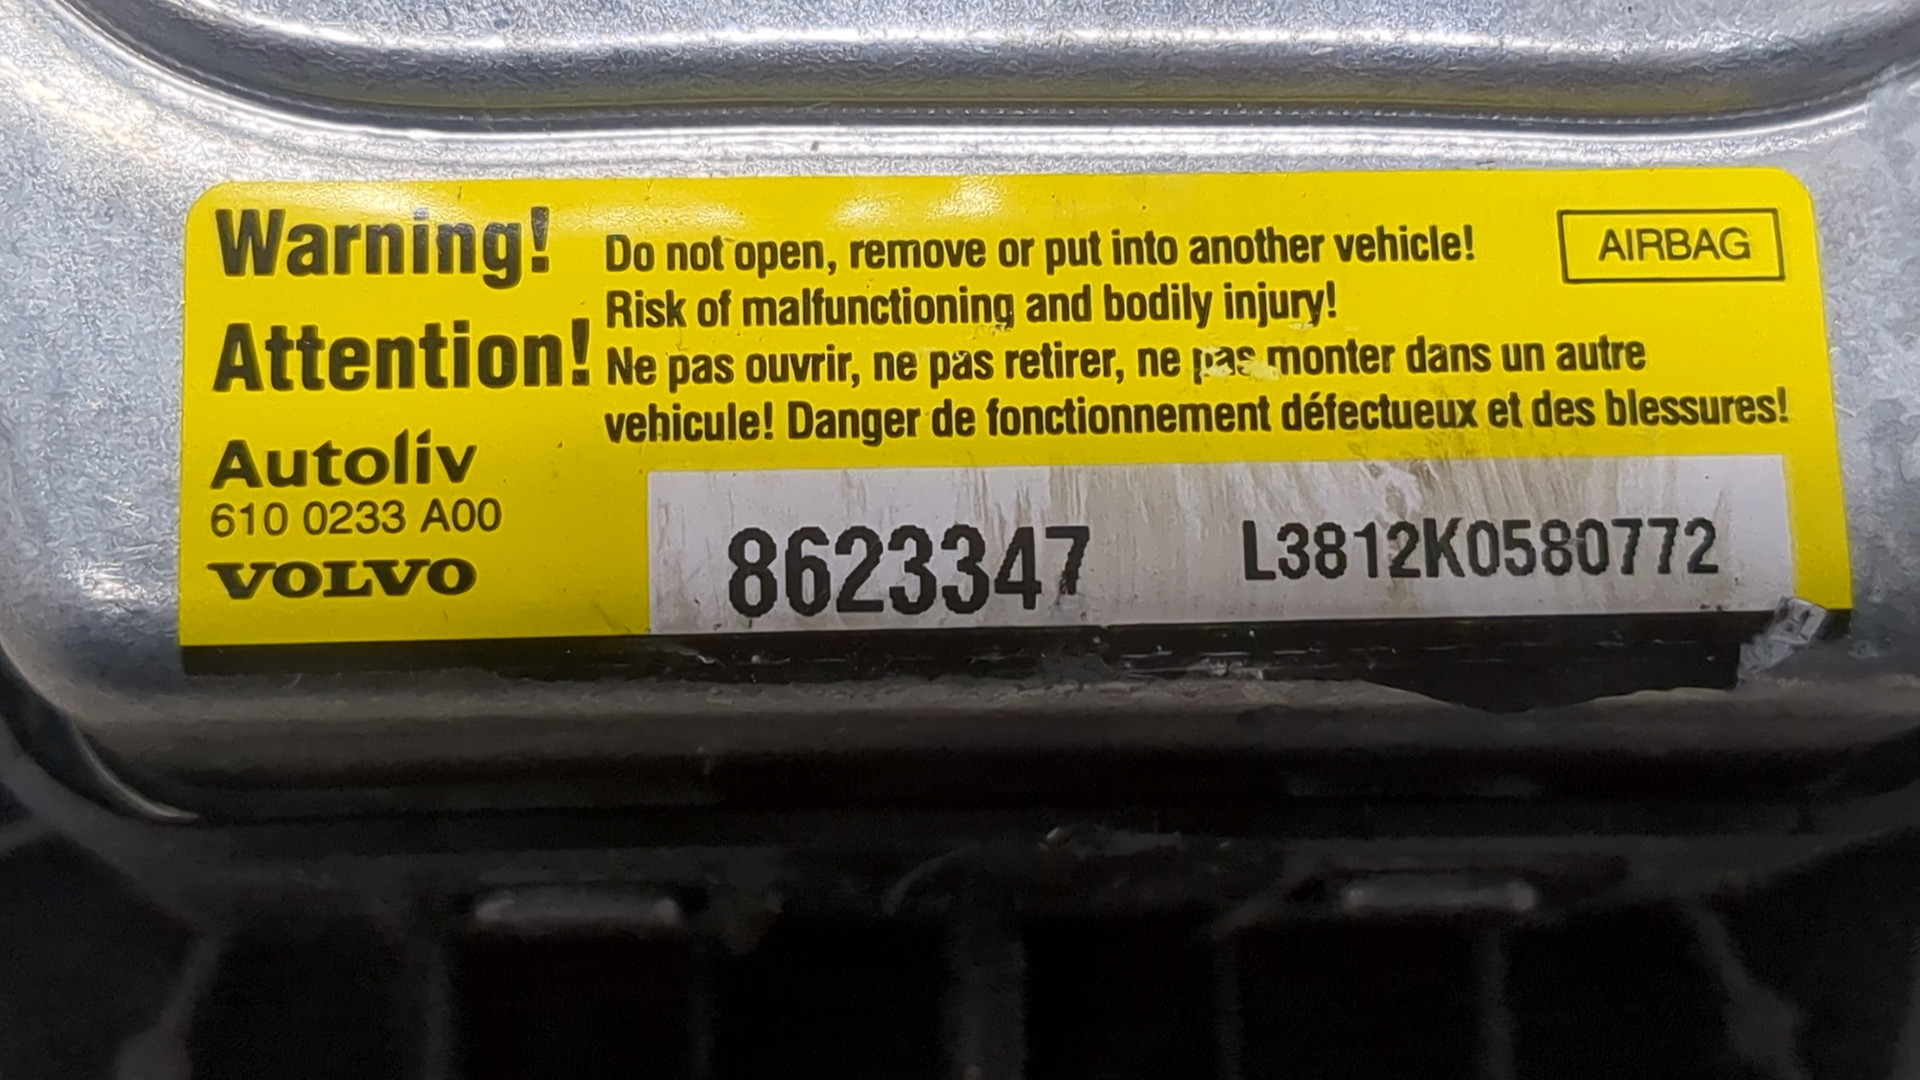 Warning!
Do not open, remove or put into another vehicle!
Risk of malfunctioning and bodily injury!
AIRBAG
Attention!
Ne pas ouvrir, ne pas retirer, ne pas monter dans un autre
vehicule! Danger de fonctionnement défectueux et des blessures!
Autoliv
610 0233 A00
VOLVO
8623347
L3812K0580772